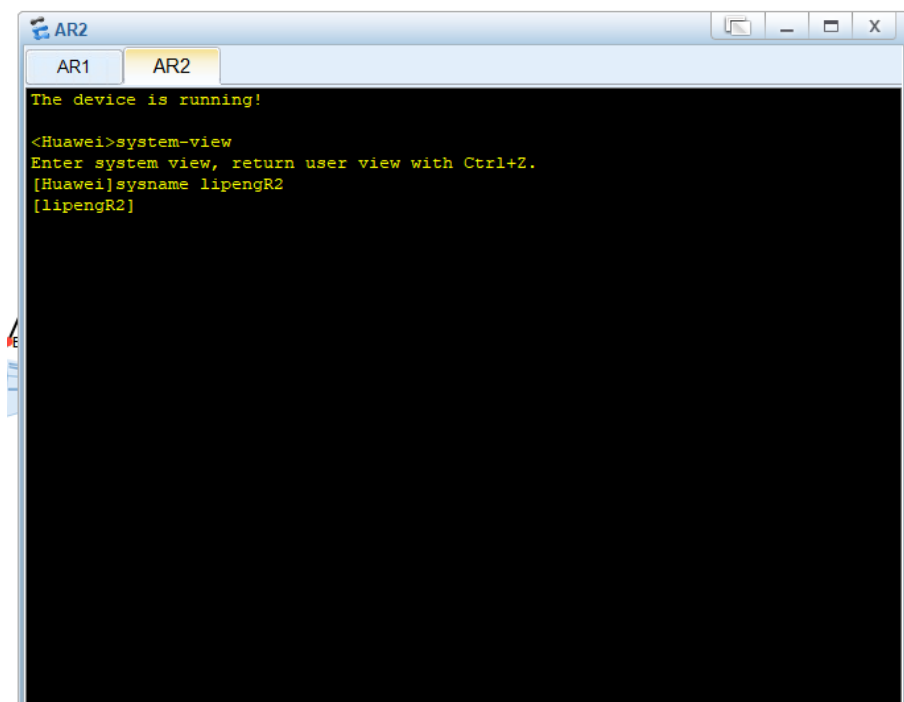 AR2
X
AR1 AR2
The device is running!
<Huawei>system-view
Enter system view, return user view with Ctrl+Z.
[Huawei]sysname lipengR2
[lipengR2]